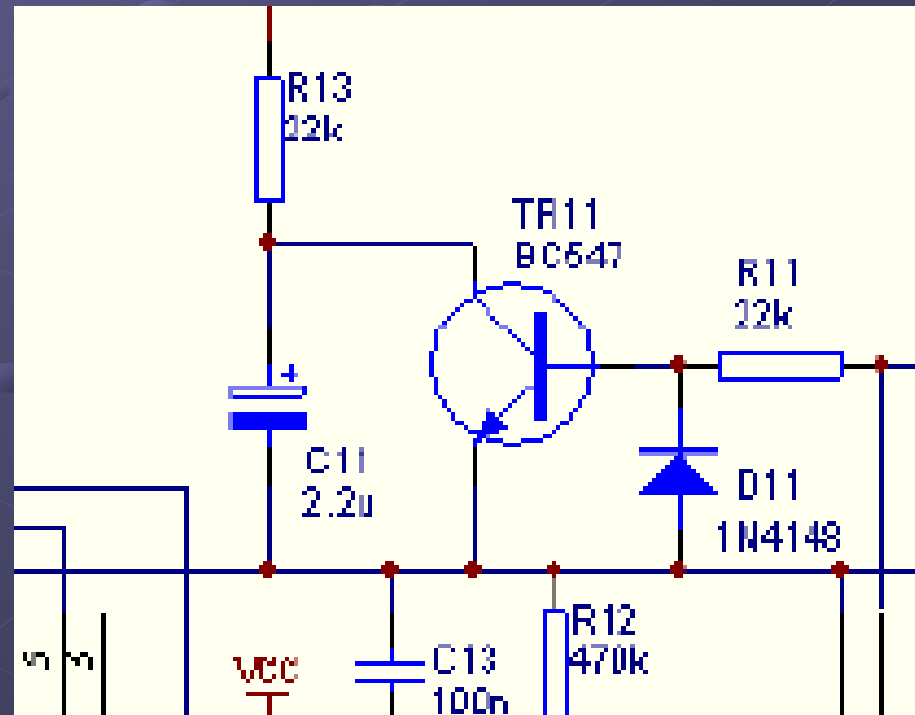 R13
22k
TR11
BC547
R11
22k
C11
2.2u
D11
1N4148
R12
470k
VCC
C13
100n